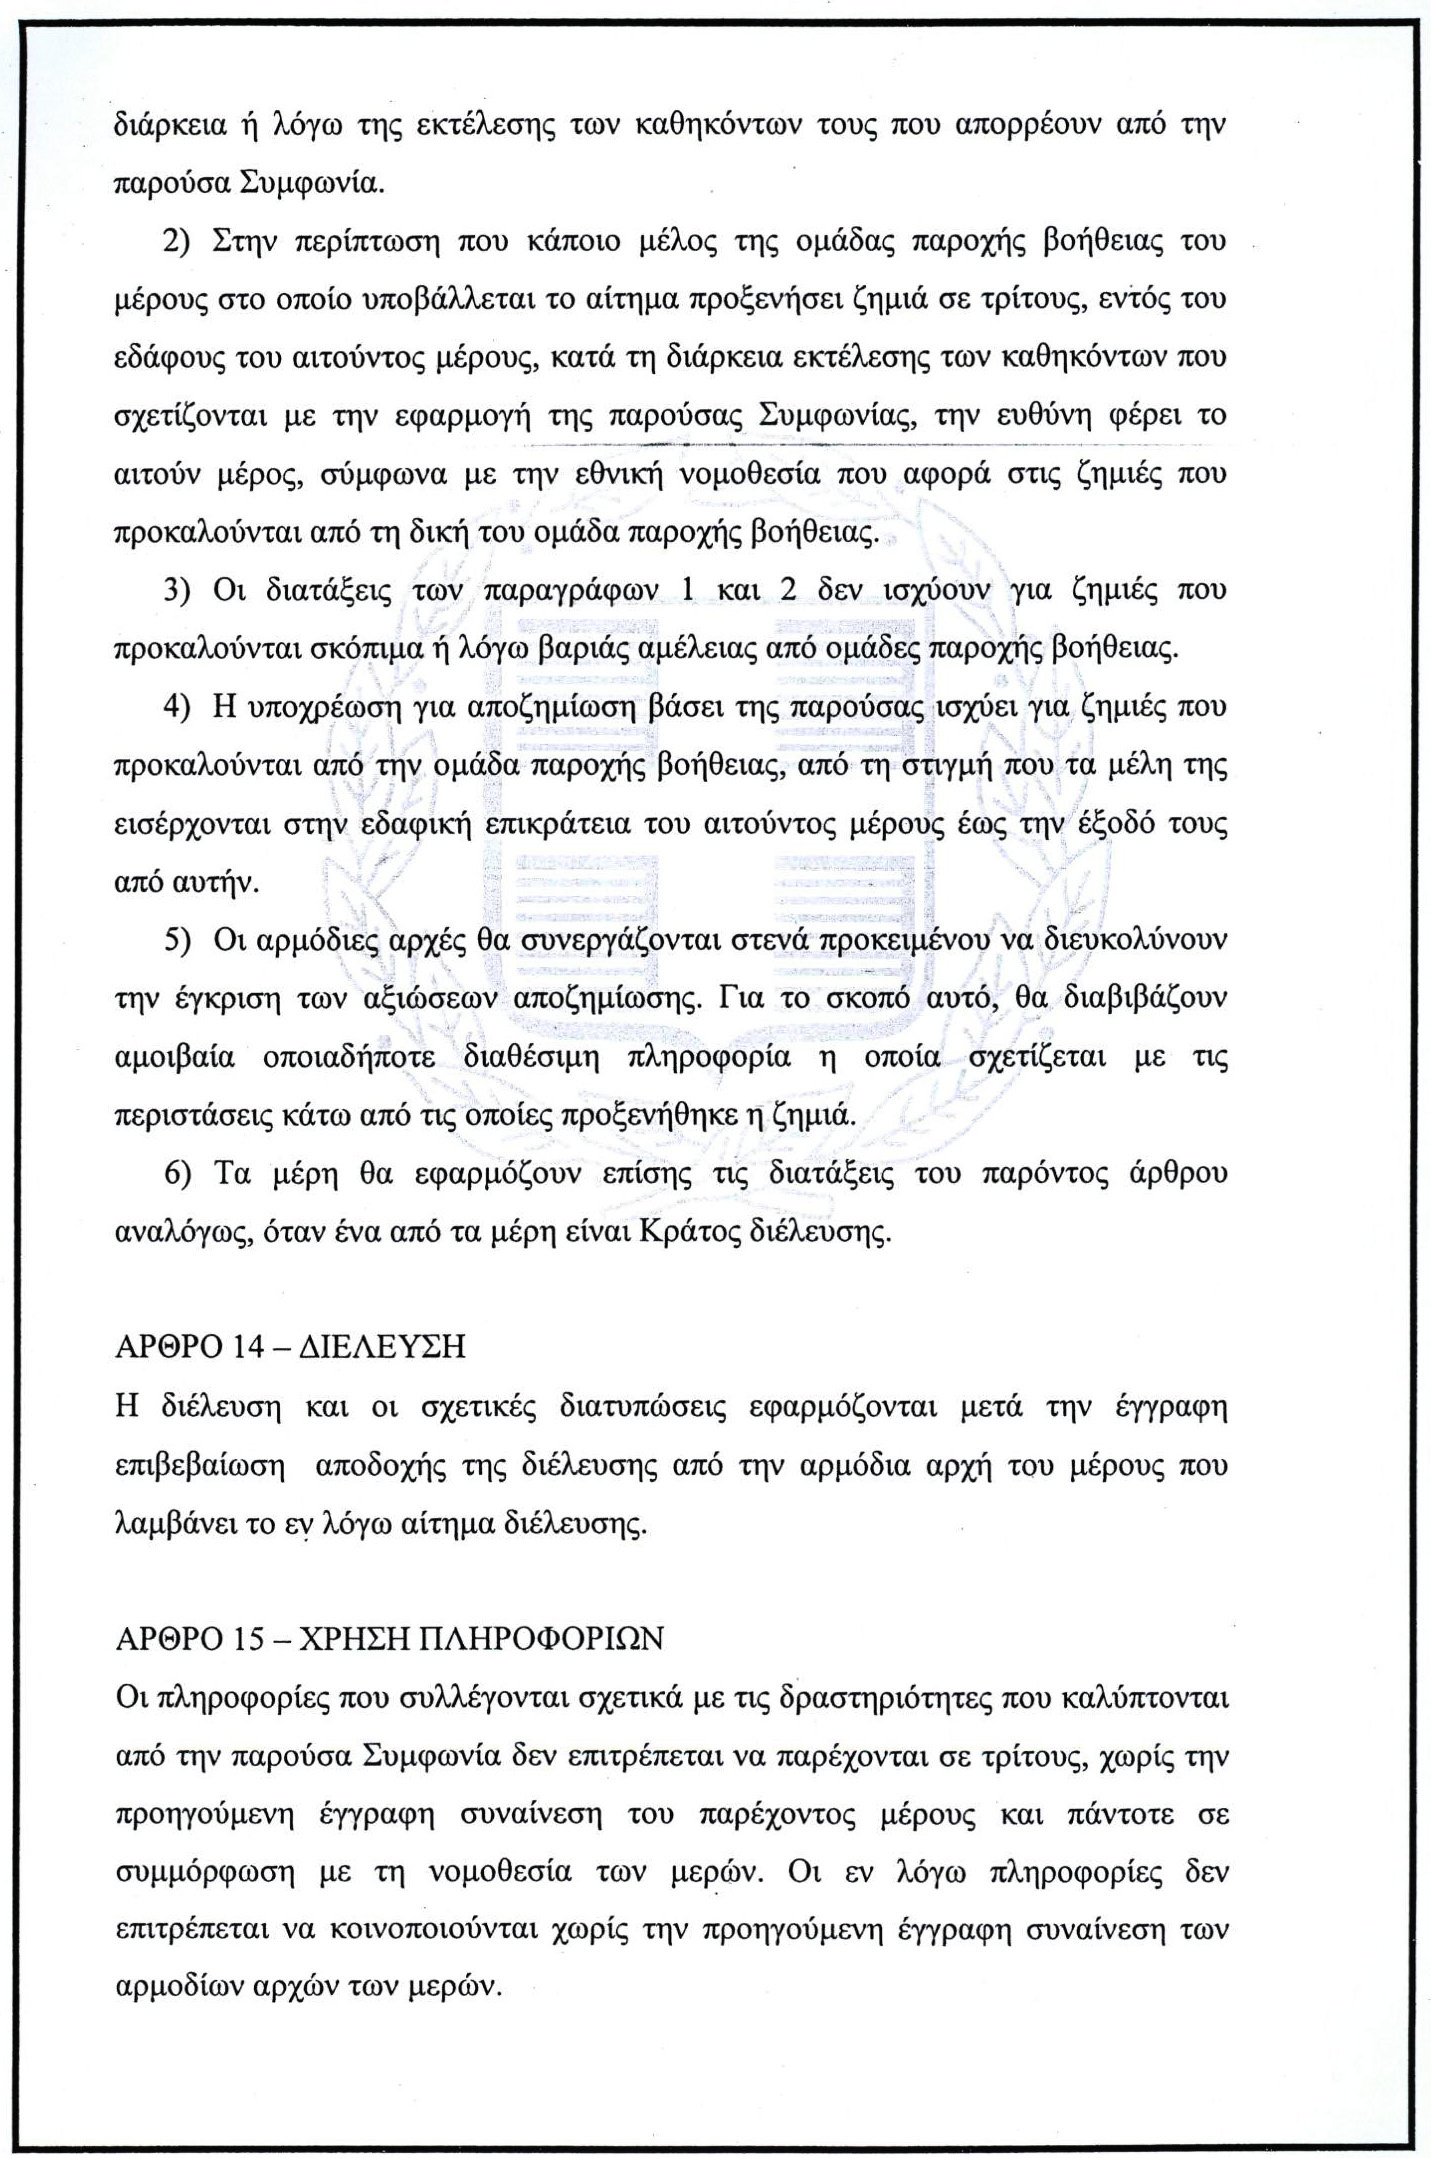 διάρκεια ή λόγω της εκτέλεσης των καθηκόντων τους που απορρέουν από την
παρούσα Συμφωνία.
2) Στην περίπτωση που κάποιο μέλος της ομάδας παροχής βοήθειας του
μέρους στο οποίο υποβάλλεται το αίτημα προξενήσει ζημιά σε τρίτους, εντός του
εδάφους του αιτούντος μέρους, κατά τη διάρκεια εκτέλεσης των καθηκόντων που
σχετίζονται με την εφαρμογή της παρούσας Συμφωνίας, την ευθύνη φέρει το
αιτούν μέρος, σύμφωνα με την εθνική νομοθεσία που αφορά στις ζημιές που
προκαλούνται από τη δική του ομάδα παροχής βοήθειας.
3) Οι διατάξεις των παραγράφων 1 και 2 δεν ισχύουν για ζημιές που
προκαλούνται σκόπιμα ή λόγω βαριάς αμέλειας από ομάδες παροχής βοήθειας.
4) Η υποχρέωση για αποζημίωση βάσει της παρούσας ισχύει για ζημιές που
προκαλούνται από την ομάδα παροχής βοήθειας, από τη στιγμή που τα μέλη της
εισέρχονται στην εδαφική επικράτεια του αιτούντος μέρους έως την έξοδό τους
από αυτήν.
5) Οι αρμόδιες αρχές θα συνεργάζονται στενά προκειμένου να διευκολύνουν
την έγκριση των αξιώσεων αποζημίωσης. Για το σκοπό αυτό, θα διαβιβάζουν
αμοιβαία οποιαδήποτε διαθέσιμη πληροφορία η οποία σχετίζεται με τις
περιστάσεις κάτω από τις οποίες προξενήθηκε η ζημιά.
6) Τα μέρη θα εφαρμόζουν επίσης τις διατάξεις του παρόντος άρθρου
αναλόγως, όταν ένα από τα μέρη είναι Κράτος διέλευσης.
ΑΡΘΡΟ 14 – ΔΙΕΛΕΥΣΗ
Η διέλευση και οι σχετικές διατυπώσεις εφαρμόζονται μετά την έγγραφη
επιβεβαίωση αποδοχής της διέλευσης από την αρμόδια αρχή του μέρους που
λαμβάνει το εν λόγω αίτημα διέλευσης.
ΑΡΘΡΟ 15 – ΧΡΗΣΗ ΠΛΗΡΟΦΟΡΙΩΝ
Οι πληροφορίες που συλλέγονται σχετικά με τις δραστηριότητες που καλύπτονται
από την παρούσα Συμφωνία δεν επιτρέπεται να παρέχονται σε τρίτους, χωρίς την
προηγούμενη έγγραφη συναίνεση του παρέχοντος μέρους και πάντοτε σε
συμμόρφωση με τη νομοθεσία των μερών. Οι εν λόγω πληροφορίες δεν
επιτρέπεται να κοινοποιούνται χωρίς την προηγούμενη έγγραφη συναίνεση των
αρμοδίων αρχών των μερών.